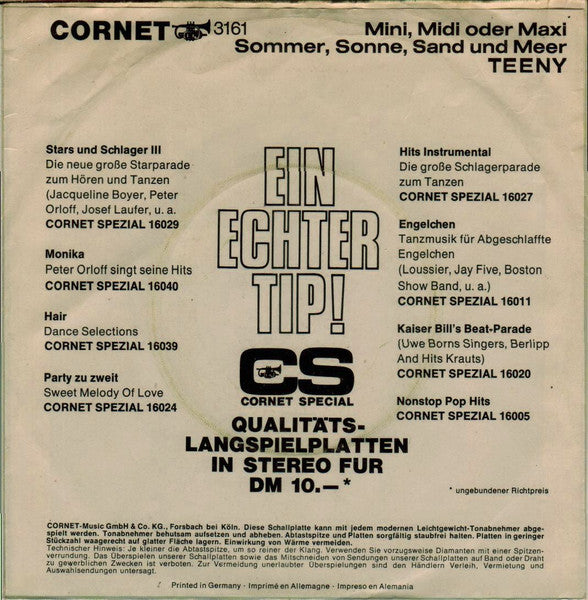 CORNET 3161
Mini, Midi oder Maxi
Sommer, Sonne, Sand und Meer
TEENY
Stars und Schlager III
Die neue große Starparade
zum Hören und Tanzen
(Jacqueline Boyer, Peter
Orloff, Josef Laufer, u. a.
CORNET SPEZIAL 16029
Monika
Peter Orloff singt seine Hits
CORNET SPEZIAL 16040
Hair
Dance Selections
CORNET SPEZIAL 16039
Party zu zweit
Sweet Melody Of Love
CORNET SPEZIAL 16024
EIN
ECHTER
TIP!
CS
CORNET SPECIAL
QUALITÄTS-
LANGSPIELPLATTEN
IN STEREO FUR
DM 10.—*
Hits Instrumental
Die große Schlagerparade
zum Tanzen
CORNET SPEZIAL 16027
Engelchen
Tanzmusik für Abgeschlaffte
Engelchen
(Loussier, Jay Five, Boston
Show Band, u. a.)
CORNET SPEZIAL 16011
Kaiser Bill's Beat-Parade
(Uwe Borns Singers, Berlipp
And Hits Krauts)
CORNET SPEZIAL 16020
Nonstop Pop Hits
CORNET SPEZIAL 16005
* ungebundener Richtpreis
CORNET-Music GmbH & Co. KG., Forsbach bei Köln. Diese Schallplatte kann mit jedem modernen Leichtgewicht-Tonabnehmer abge-
spielt werden. Tonabnehmer behutsam aufsetzen und abheben. Abtastspitze und Platten sorgfältig staubfrei halten. Platten in geringer
Stückzahl waagerecht auf glatter Fläche lagern. Einwirkung von Wärme vermeiden.
Technischer Hinweis: Je kleiner die Abtastspitze, um so reiner der Klang. Verwenden Sie vorzugsweise Diamanten mit einer Spitzen-
verrundung. Das Überspielen unserer Schallplatten sowie das Mitschneiden von Sendungen unserer Schallplatten auf Band oder Draht
zu gewerblichen Zwecken ist verboten. Zur Vermeidung unerlaubter Überspielungen sind den Händlern Verleih, Vermietung und
Auswahlsendungen untersagt.
Printed in Germany · Imprimé en Allemagne · Impreso en Alemania